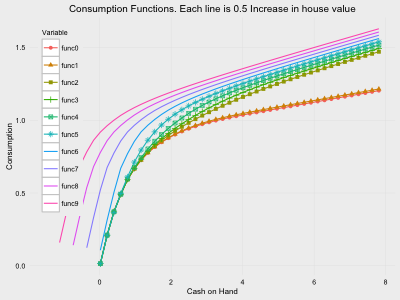 Consumption Functions. Each line is 0.5 Increase in house value
Variable
func0
func1
func2
func3
func4
func5
func6
func7
func8
func9
Consumption
1.5
1.0
0.5
0.0
0
2
4
6
8
Cash on Hand